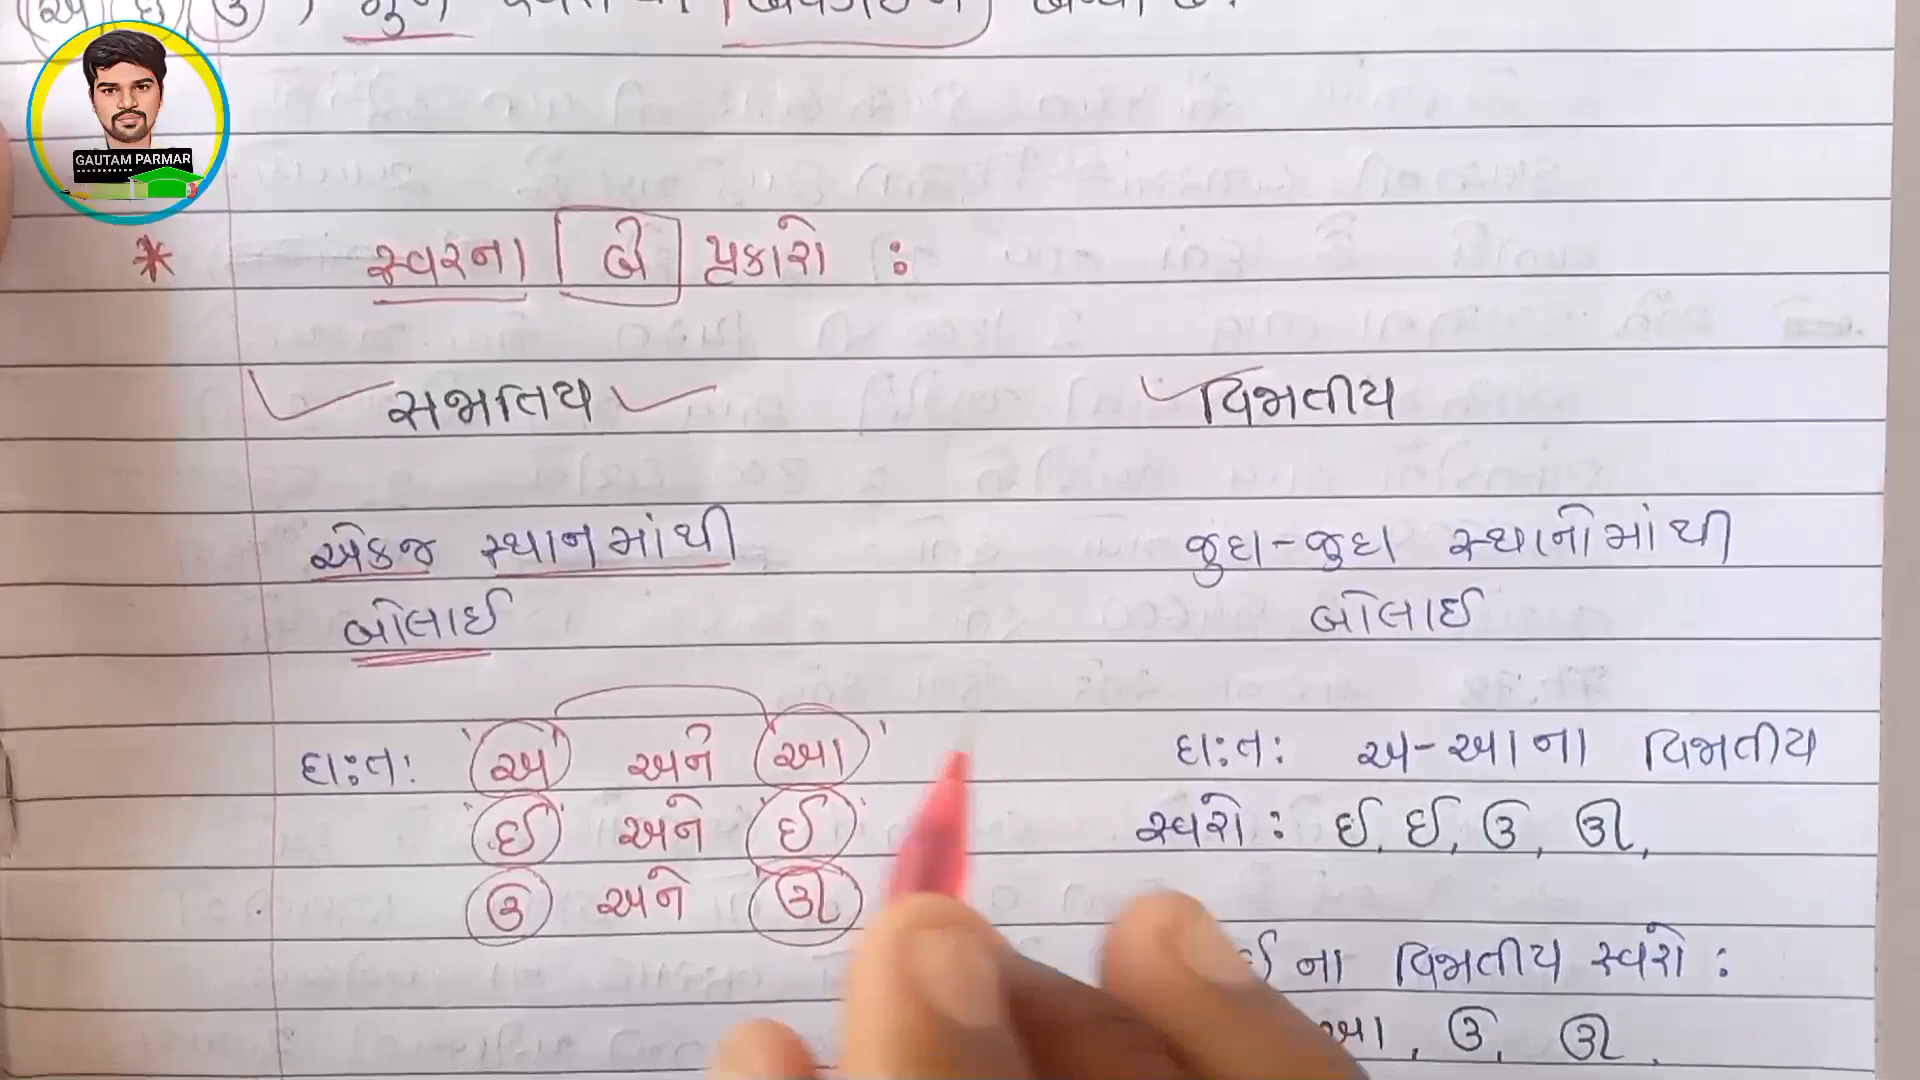 GAUTAM PARMAR
* સ્વરના બે પ્રકારો :
સજાતિય વિજાતીય
એકજ સ્થાનમાંથી
બોલાઈ
જુદા-જુદા સ્થાનોમાંથી
બોલાઈ
દા:ત: 'અ' અને 'આ'
'ઈ' અને 'ઈ'
ઉ અને 'ઊ
દા:ત: અ-આના વિજાતીય
સ્વરો: ઈ, ઈ, ઉ, ઊ,
ઈ ના વિજાતીય સ્વરો :
આ, ઉ, ઊ.